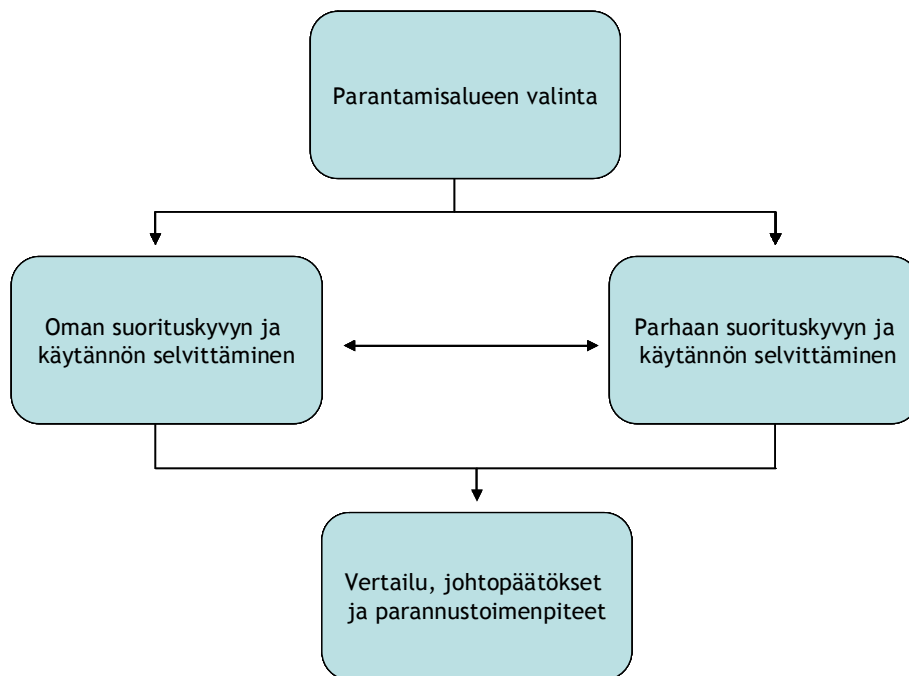 Parantamisalueen valinta
Oman suorituskyvyn ja
käytännön selvittäminen
Parhaan suorituskyvyn ja
käytännön selvittäminen
Vertailu, johtopäätökset
ja parannustoimenpiteet